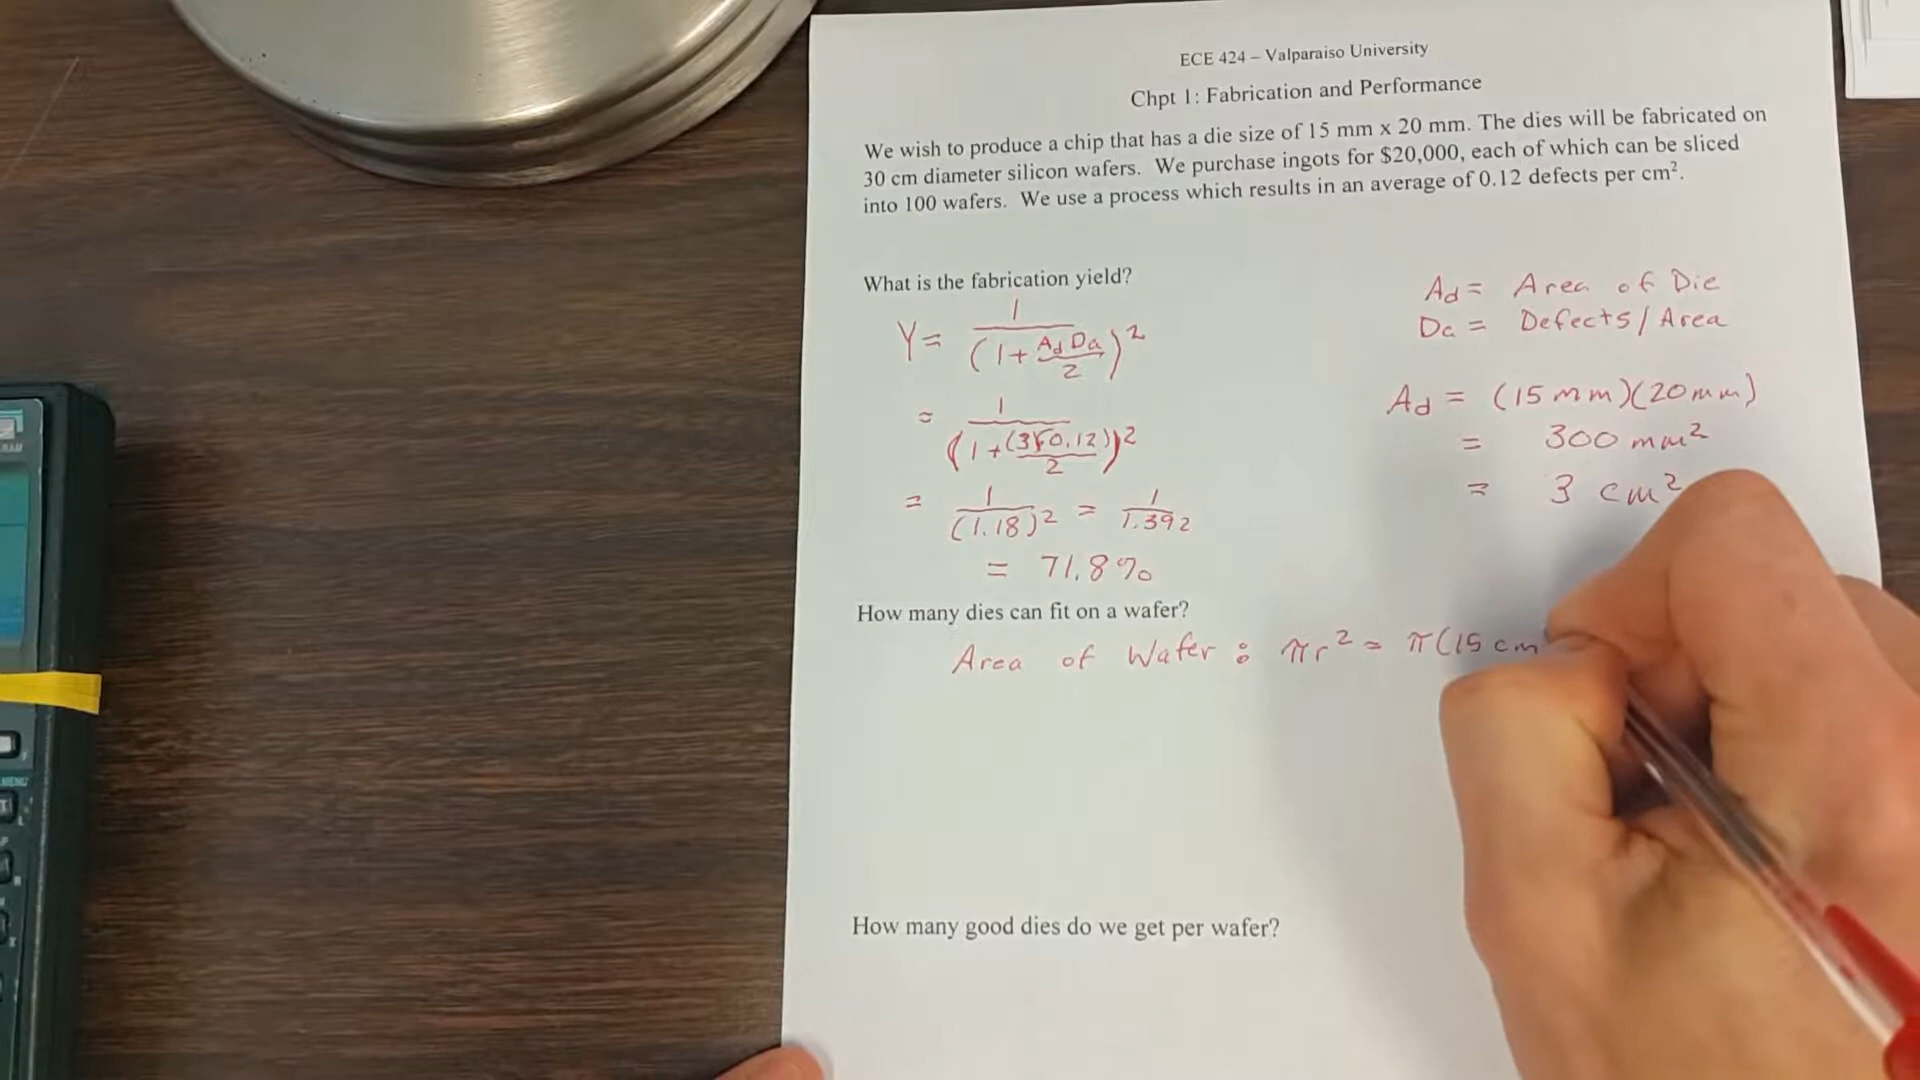 ECE 424 – Valparaiso University
Chpt 1: Fabrication and Performance
We wish to produce a chip that has a die size of 15 mm x 20 mm. The dies will be fabricated on
30 cm diameter silicon wafers. We purchase ingots for $20,000, each of which can be sliced
into 100 wafers. We use a process which results in an average of 0.12 defects per cm².
What is the fabrication yield?
Y = 1 / (1 + Ad Da / 2)²
= 1 / (1 + (3)(0.12) / 2)²
= 1 / (1.18)² = 1 / 1.392
= 71.8%
Ad = Area of Die
Da = Defects / Area
Ad = (15 mm)(20 mm)
= 300 mm²
= 3 cm²
How many dies can fit on a wafer?
Area of Wafer : πr² = π(15 cm
How many good dies do we get per wafer?